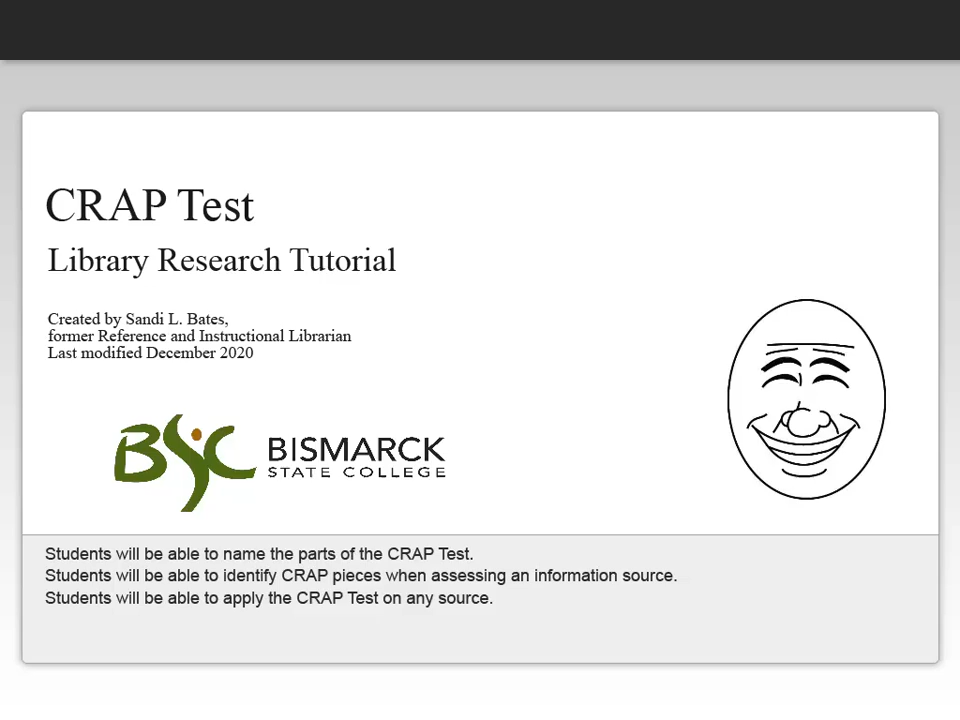 CRAP Test
Library Research Tutorial
Created by Sandi L. Bates,
former Reference and Instructional Librarian
Last modified December 2020
BSC BISMARCK
STATE COLLEGE
Students will be able to name the parts of the CRAP Test.
Students will be able to identify CRAP pieces when assessing an information source.
Students will be able to apply the CRAP Test on any source.